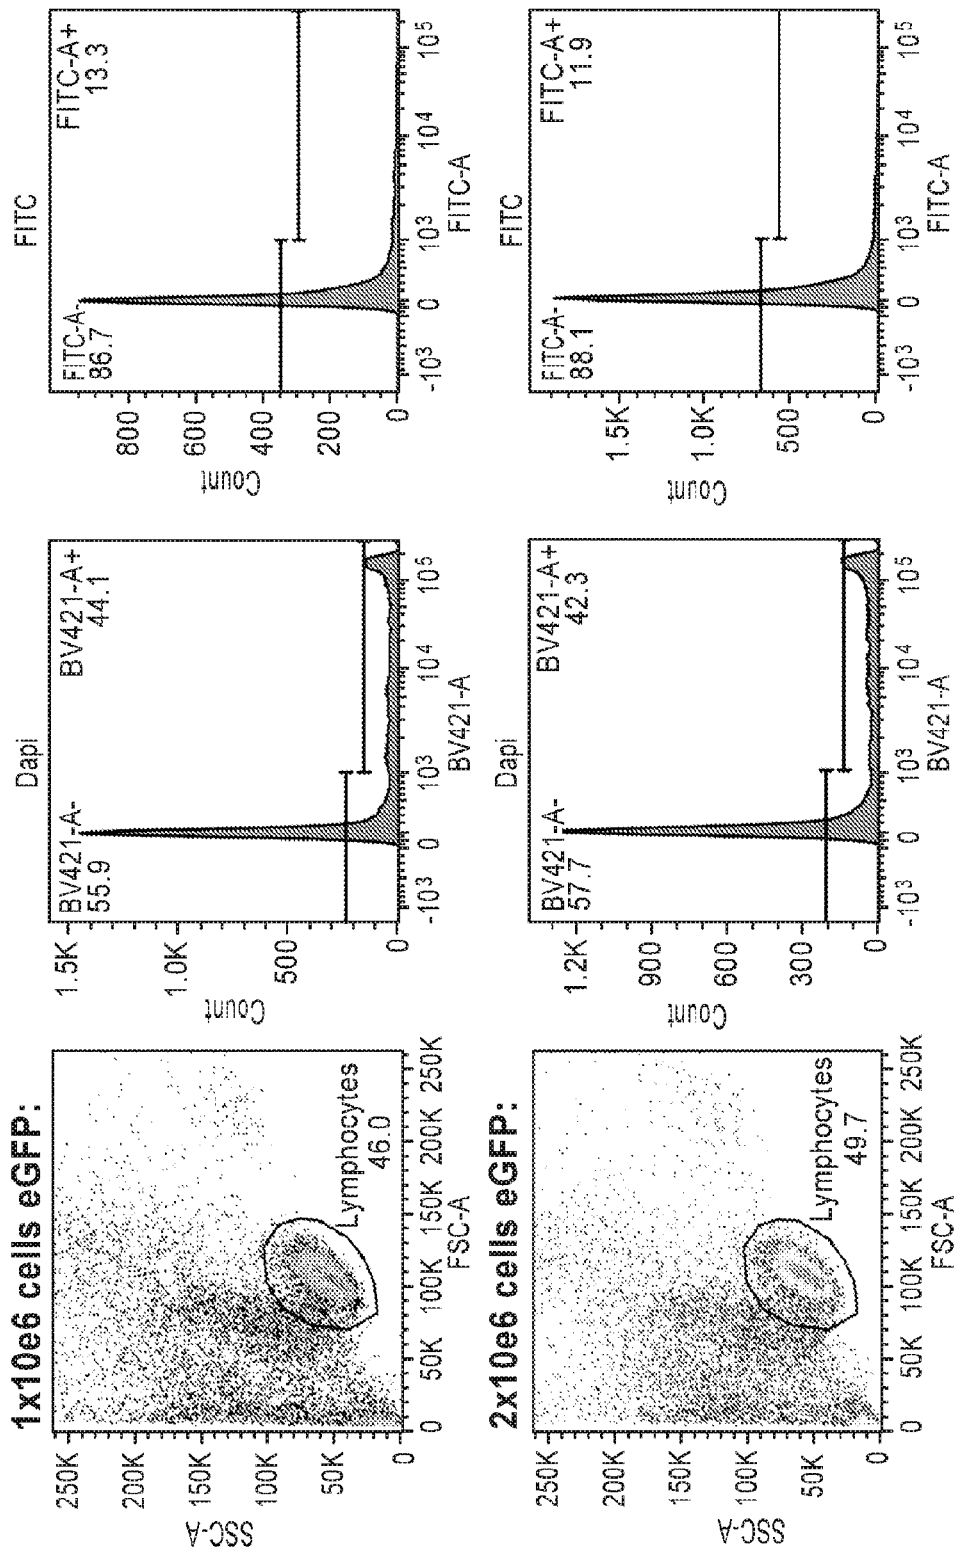 1x10e6 cells eGFP:
250K
200K
150K
100K
50K
0
SSC-A
Lymphocytes
46.0
0 50K 100K 150K 200K 250K
FSC-A
Dapi
1.5K
1.0K
500
0
Count
BV421-A-
55.9
BV421-A+
44.1
-10³ 0 10³ 10⁴ 10⁵
BV421-A
FITC
800
600
400
200
0
Count
FITC-A-
86.7
FITC-A+
13.3
-10³ 0 10³ 10⁴ 10⁵
FITC-A
2x10e6 cells eGFP:
250K
200K
150K
100K
50K
0
SSC-A
Lymphocytes
49.7
0 50K 100K 150K 200K 250K
FSC-A
Dapi
1.2K
900
600
300
0
Count
BV421-A-
57.7
BV421-A+
42.3
-10³ 0 10³ 10⁴ 10⁵
BV421-A
FITC
1.5K
1.0K
500
0
Count
FITC-A-
88.1
FITC-A+
11.9
-10³ 0 10³ 10⁴ 10⁵
FITC-A